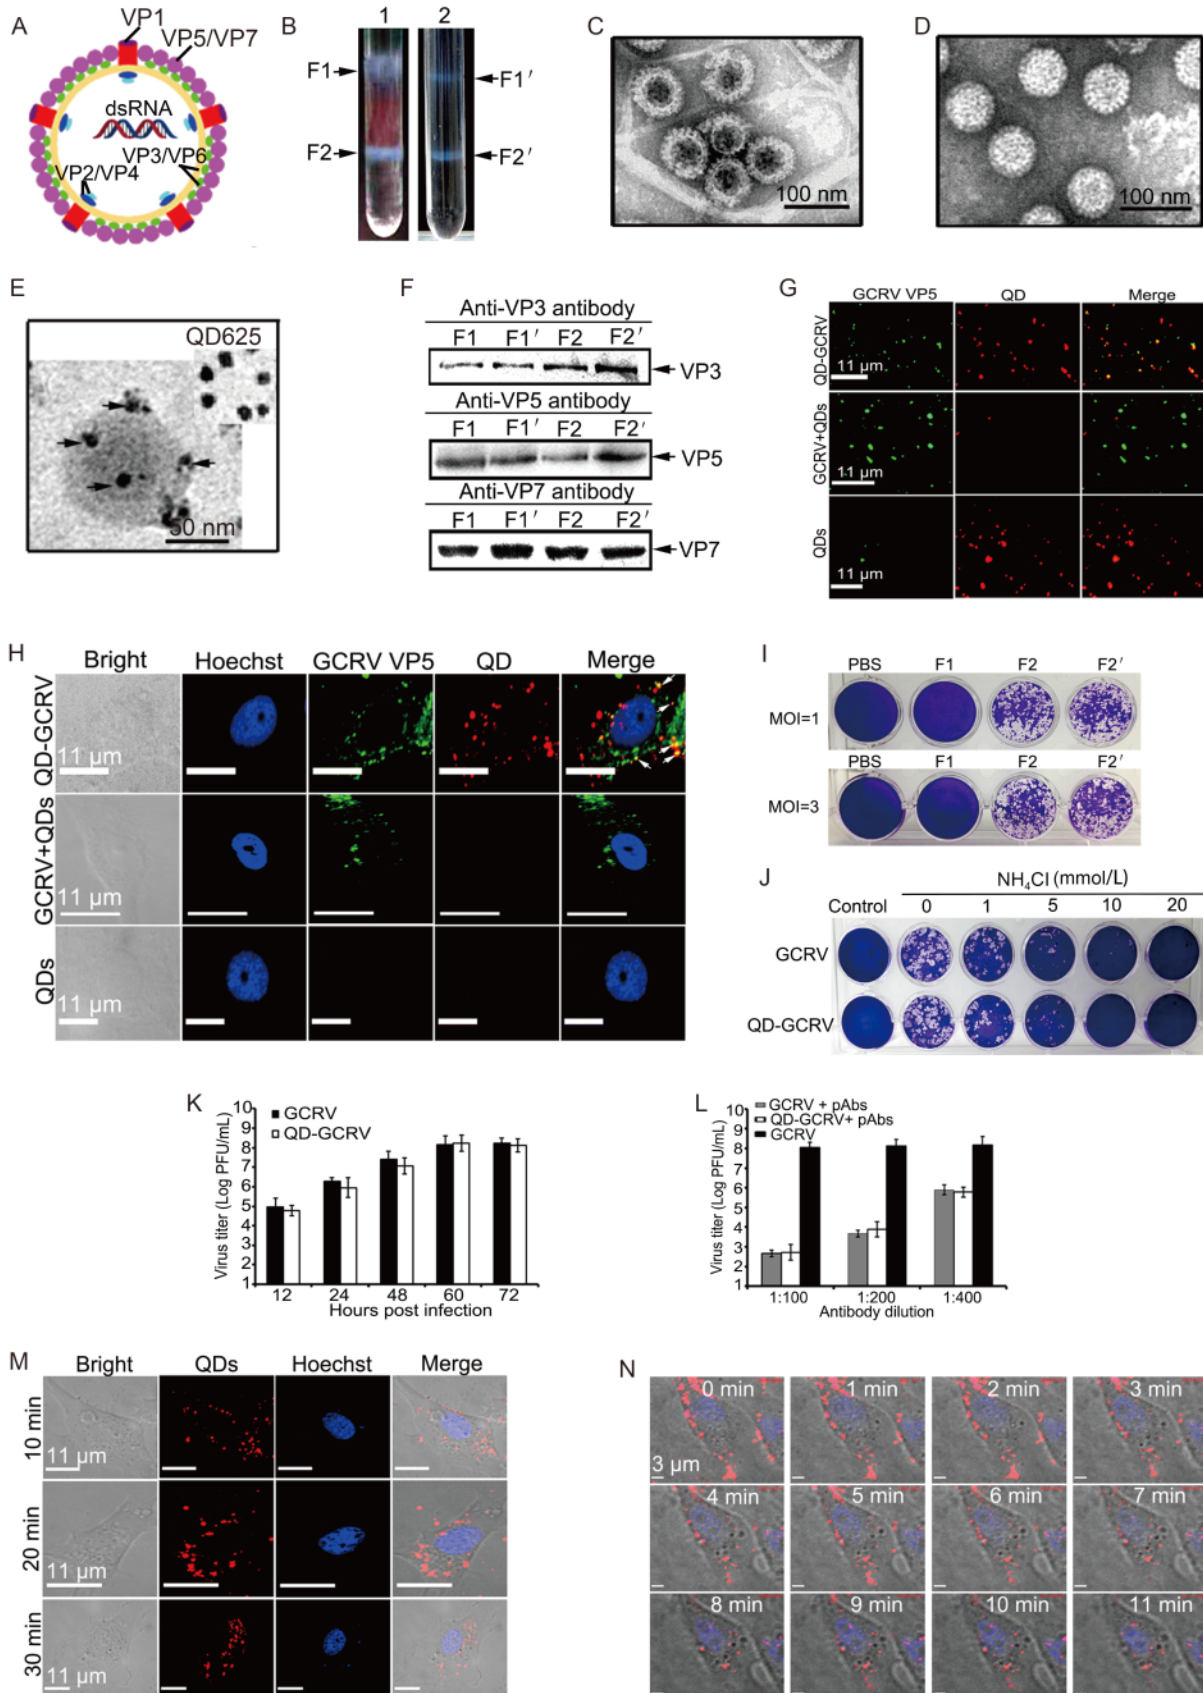 A
VP1
VP5/VP7
dsRNA
VP3/VP6
VP2/VP4
B
1 2
F1 F1′
F2 F2′
C
100 nm
D
100 nm
E
QD625
50 nm
F
Anti-VP3 antibody
F1 F1′ F2 F2′
VP3
Anti-VP5 antibody
F1 F1′ F2 F2′
VP5
Anti-VP7 antibody
F1 F1′ F2 F2′
VP7
G
GCRV VP5 QD Merge
QD-GCRV
11 μm
GCRV+QDs
11 μm
QDs
11 μm
H
Bright Hoechst GCRV VP5 QD Merge
QD-GCRV
11 μm
GCRV+QDs
11 μm
QDs
11 μm
I
PBS F1 F2 F2′
MOI=1
PBS F1 F2 F2′
MOI=3
J
NH₄Cl (mmol/L)
Control 0 1 5 10 20
GCRV
QD-GCRV
K
GCRV
QD-GCRV
Virus titer (Log PFU/mL)
10
9
8
7
6
5
4
3
2
1
12 24 48 60 72
Hours post infection
L
GCRV + pAbs
QD-GCRV+ pAbs
GCRV
Virus titer (Log PFU/mL)
10
9
8
7
6
5
4
3
2
1
1:100 1:200 1:400
Antibody dilution
M
Bright QDs Hoechst Merge
10 min
11 μm
20 min
11 μm
30 min
11 μm
N
0 min 1 min 2 min 3 min
3 μm
4 min 5 min 6 min 7 min
8 min 9 min 10 min 11 min